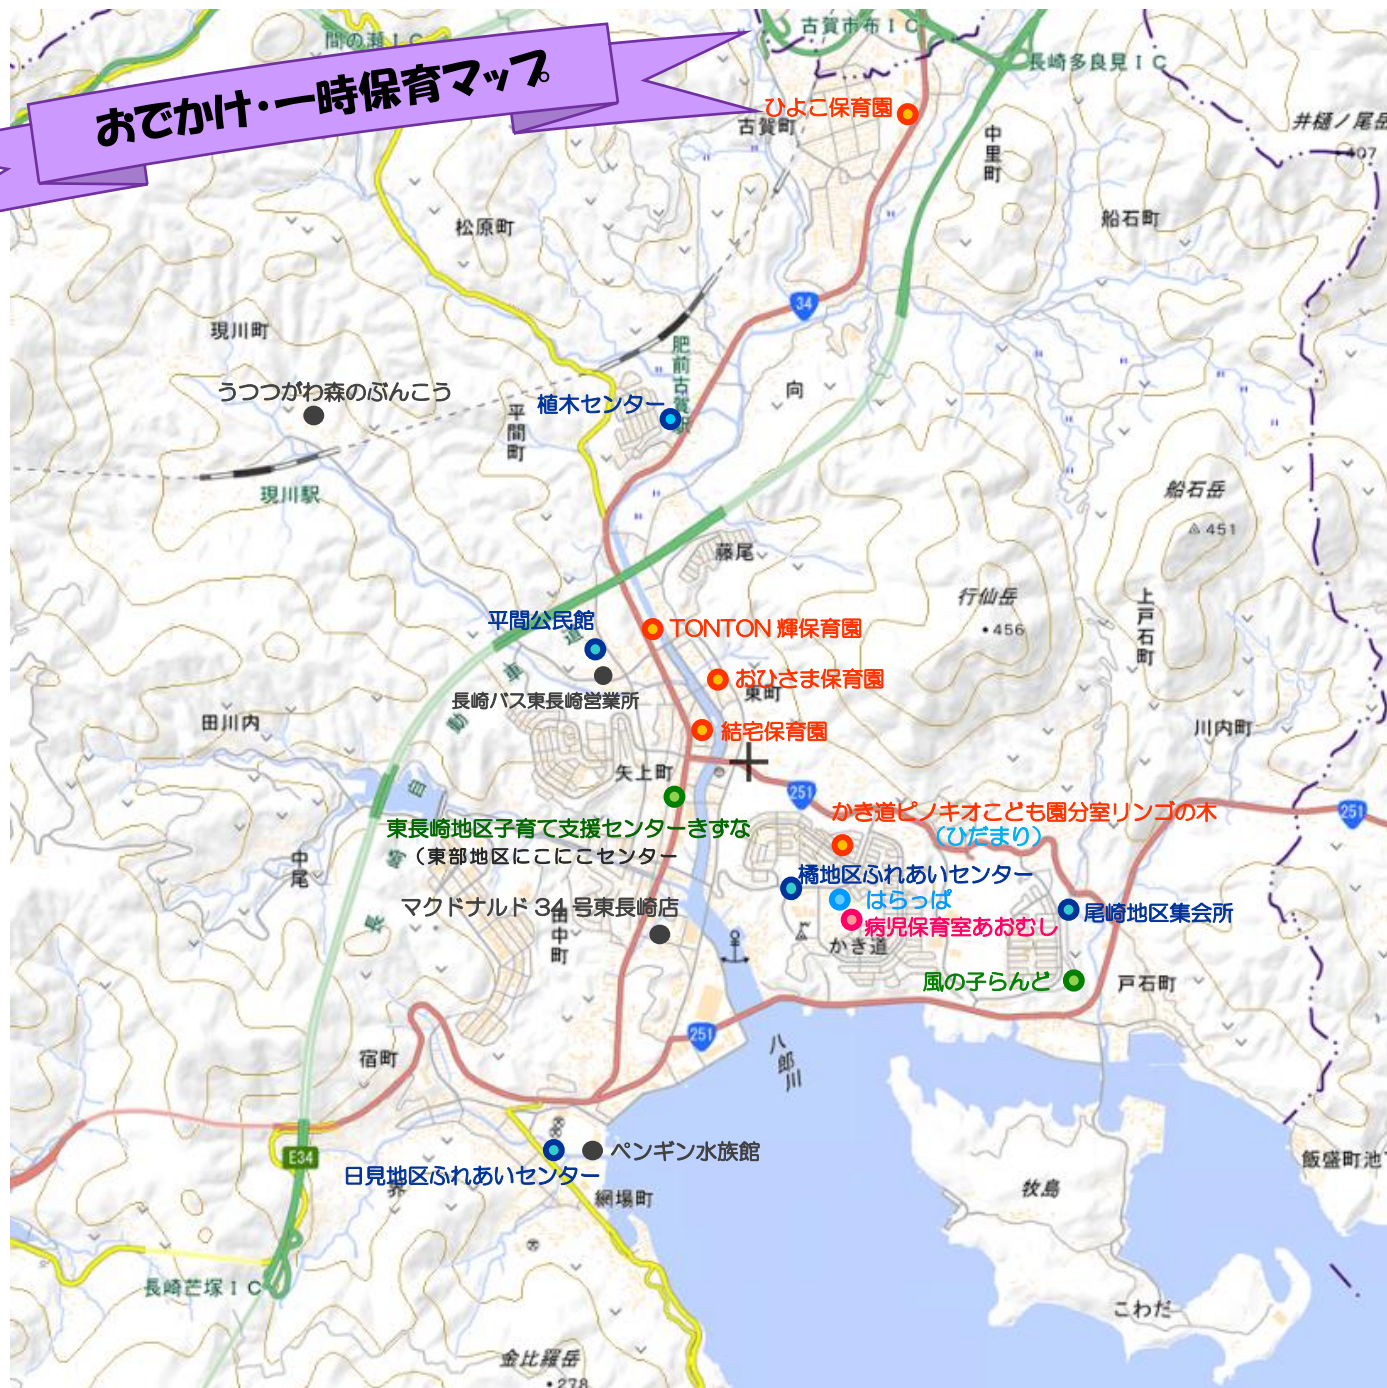 間の瀬IC
古賀市布IC
長崎多良見IC
おでかけ・一時保育マップ
ひよこ保育園
古賀町
中里町
井樋ノ尾岳
407
松原町
船石町
34
現川町
肥前古賀駅
うつつがわ森のぶんこう
植木センター
向
平間町
現川駅
船石岳
451
藤尾
行仙岳
456
上戸石町
平間公民館
TONTON 輝保育園
おひさま保育園
東町
長崎バス東長崎営業所
田川内
結宅保育園
川内町
矢上町
251
251
長崎自動車道
かき道ピノキオこども園分室リンゴの木
(ひだまり)
東長崎地区子育て支援センターきずな
(東部地区にこにこセンター
中尾
橘地区ふれあいセンター
はらっぱ
病児保育室あおむし
尾崎地区集会所
マクドナルド 34 号東長崎店
田中町
かき道
風の子らんど
戸石町
251
八郎川
宿町
E34
ペンギン水族館
日見地区ふれあいセンター
界
網場町
牧島
飯盛町池
長崎芒塚IC
こわだ
金比羅岳
278